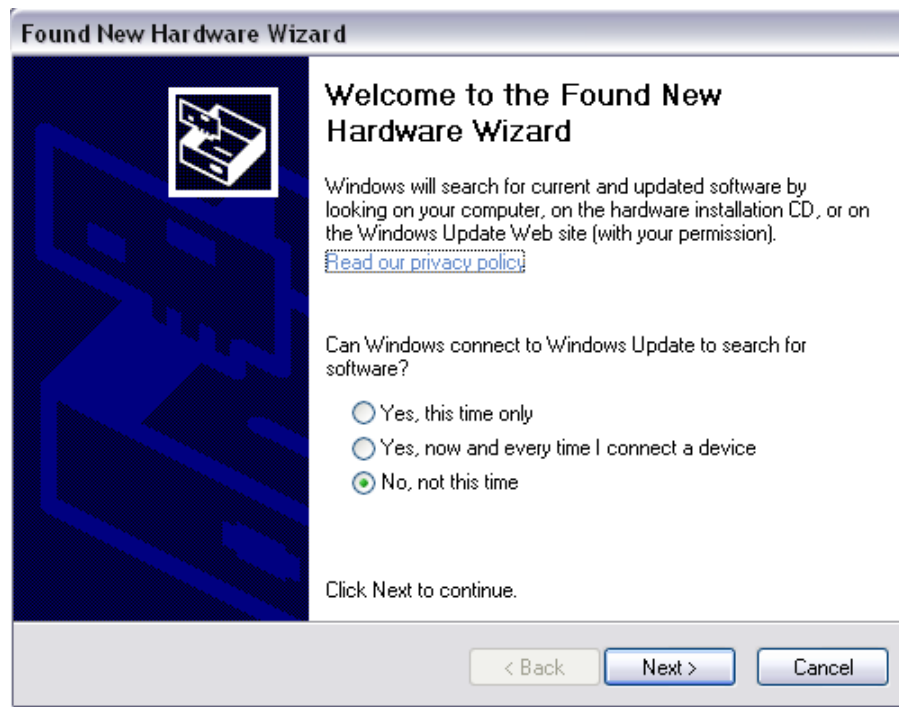 Found New Hardware Wizard
Welcome to the Found New
Hardware Wizard
Windows will search for current and updated software by
looking on your computer, on the hardware installation CD, or on
the Windows Update Web site (with your permission).
Read our privacy policy
Can Windows connect to Windows Update to search for
software?
Yes, this time only
Yes, now and every time I connect a device
No, not this time
Click Next to continue.
< Back
Next >
Cancel